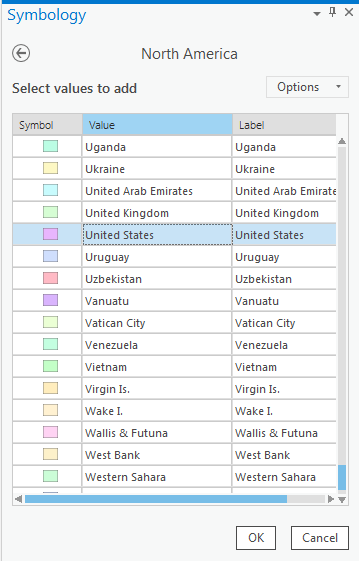 Symbology
North America
Select values to add
Options
Symbol Value Label
Uganda Uganda
Ukraine Ukraine
United Arab Emirates United Arab Emirate
United Kingdom United Kingdom
United States United States
Uruguay Uruguay
Uzbekistan Uzbekistan
Vanuatu Vanuatu
Vatican City Vatican City
Venezuela Venezuela
Vietnam Vietnam
Virgin Is. Virgin Is.
Wake I. Wake I.
Wallis & Futuna Wallis & Futuna
West Bank West Bank
Western Sahara Western Sahara
OK Cancel